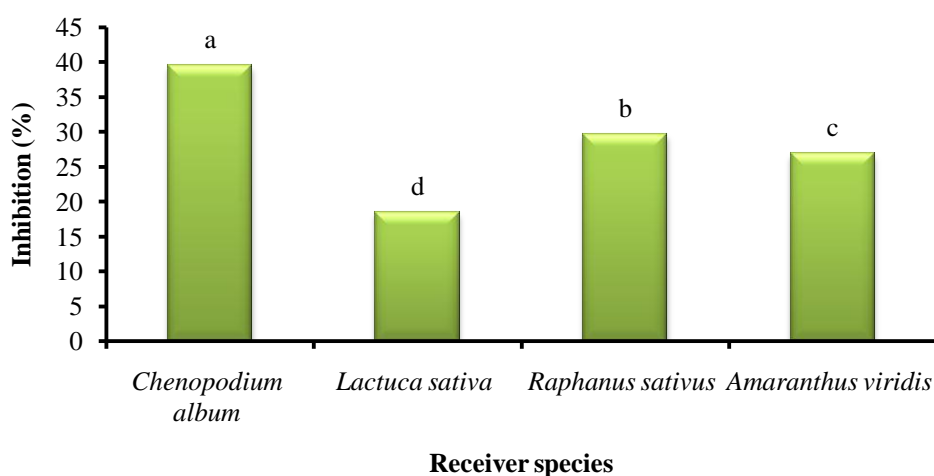 45
40
35
30
25
20
15
10
5
0
Inhibition (%)
a
d
b
c
Chenopodium
album
Lactuca sativa
Raphanus sativus
Amaranthus viridis
Receiver species